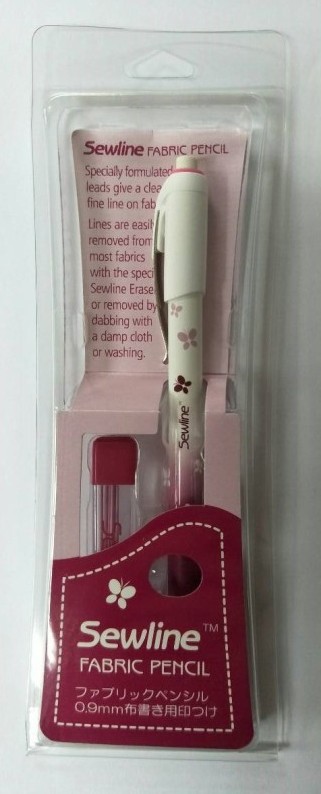 Sewline FABRIC PENCIL
Specially formulated
leads give a clea
fine line on fab
Lines are easily
removed from
most fabrics
with the speci
Sewline Erase
or removed by
dabbing with
a damp cloth
or washing.
Sewline™
Sewline™
FABRIC PENCIL
ファブリックペンシル
0.9mm布書き用印つけ